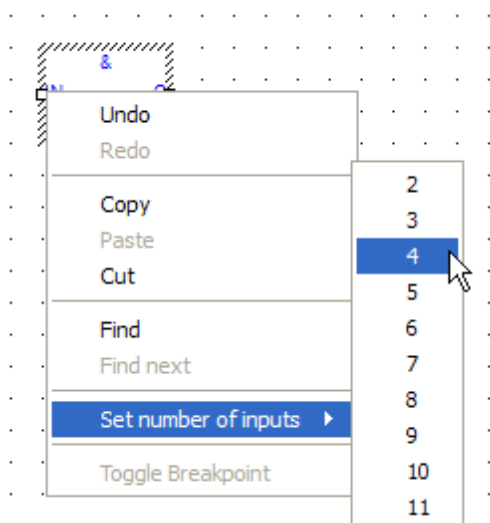 &
Undo
Redo
Copy
Paste
Cut
Find
Find next
Set number of inputs
Toggle Breakpoint
2
3
4
5
6
7
8
9
10
11